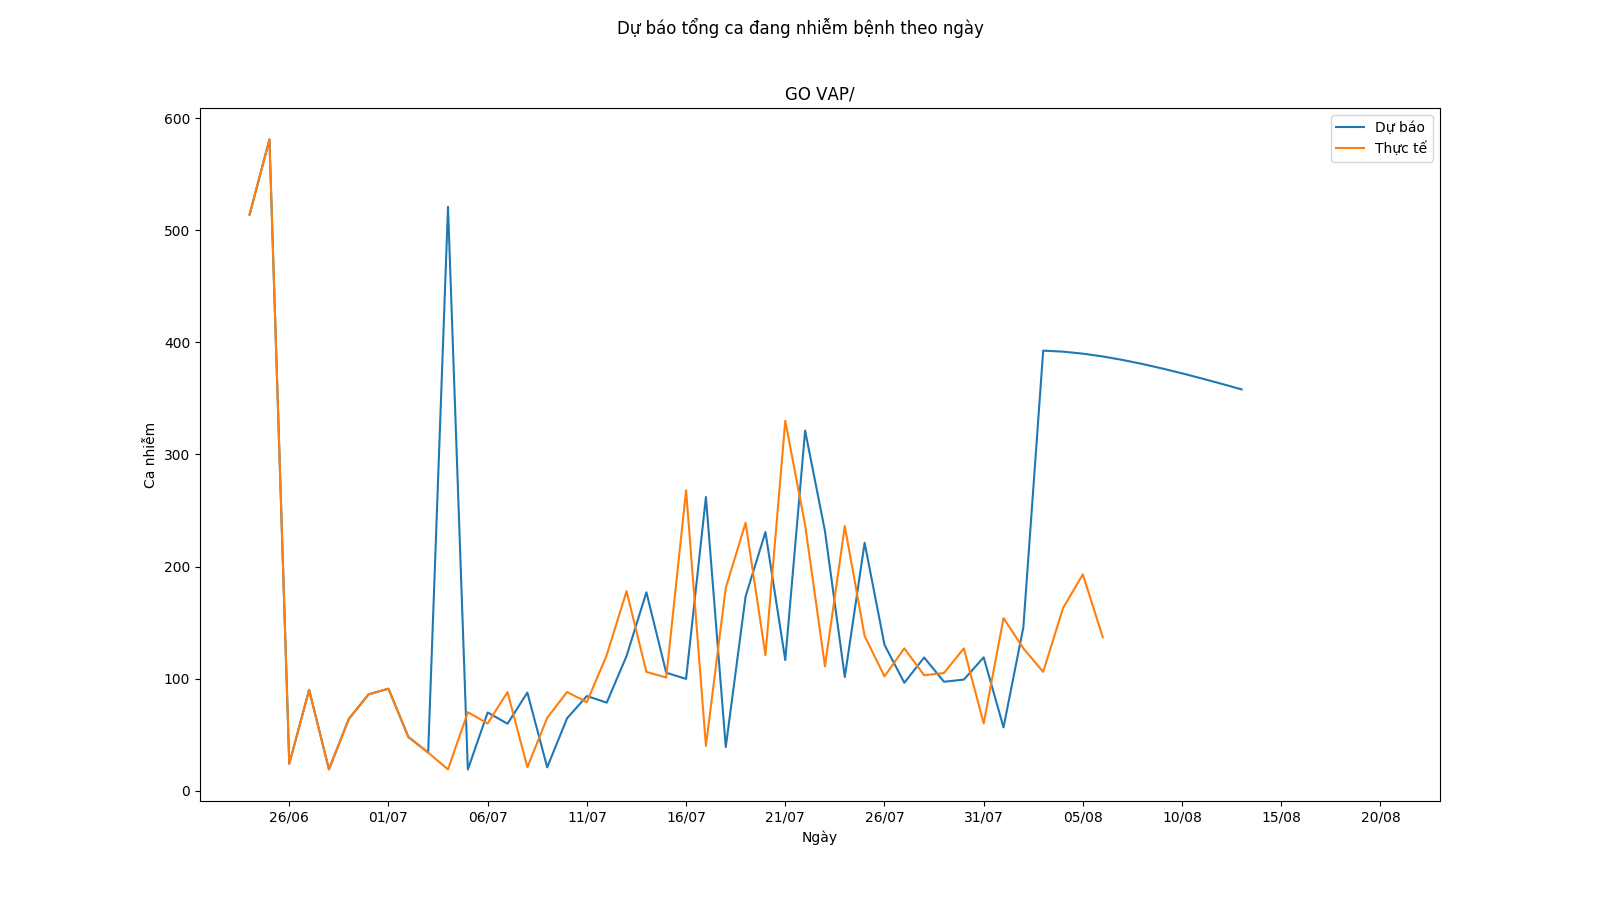 Dự báo tổng ca đang nhiễm bệnh theo ngày
GO VAP/
Dự báo
Thực tế
600
500
400
300
200
100
0
Ca nhiễm
26/06 01/07 06/07 11/07 16/07 21/07 26/07 31/07 05/08 10/08 15/08 20/08
Ngày